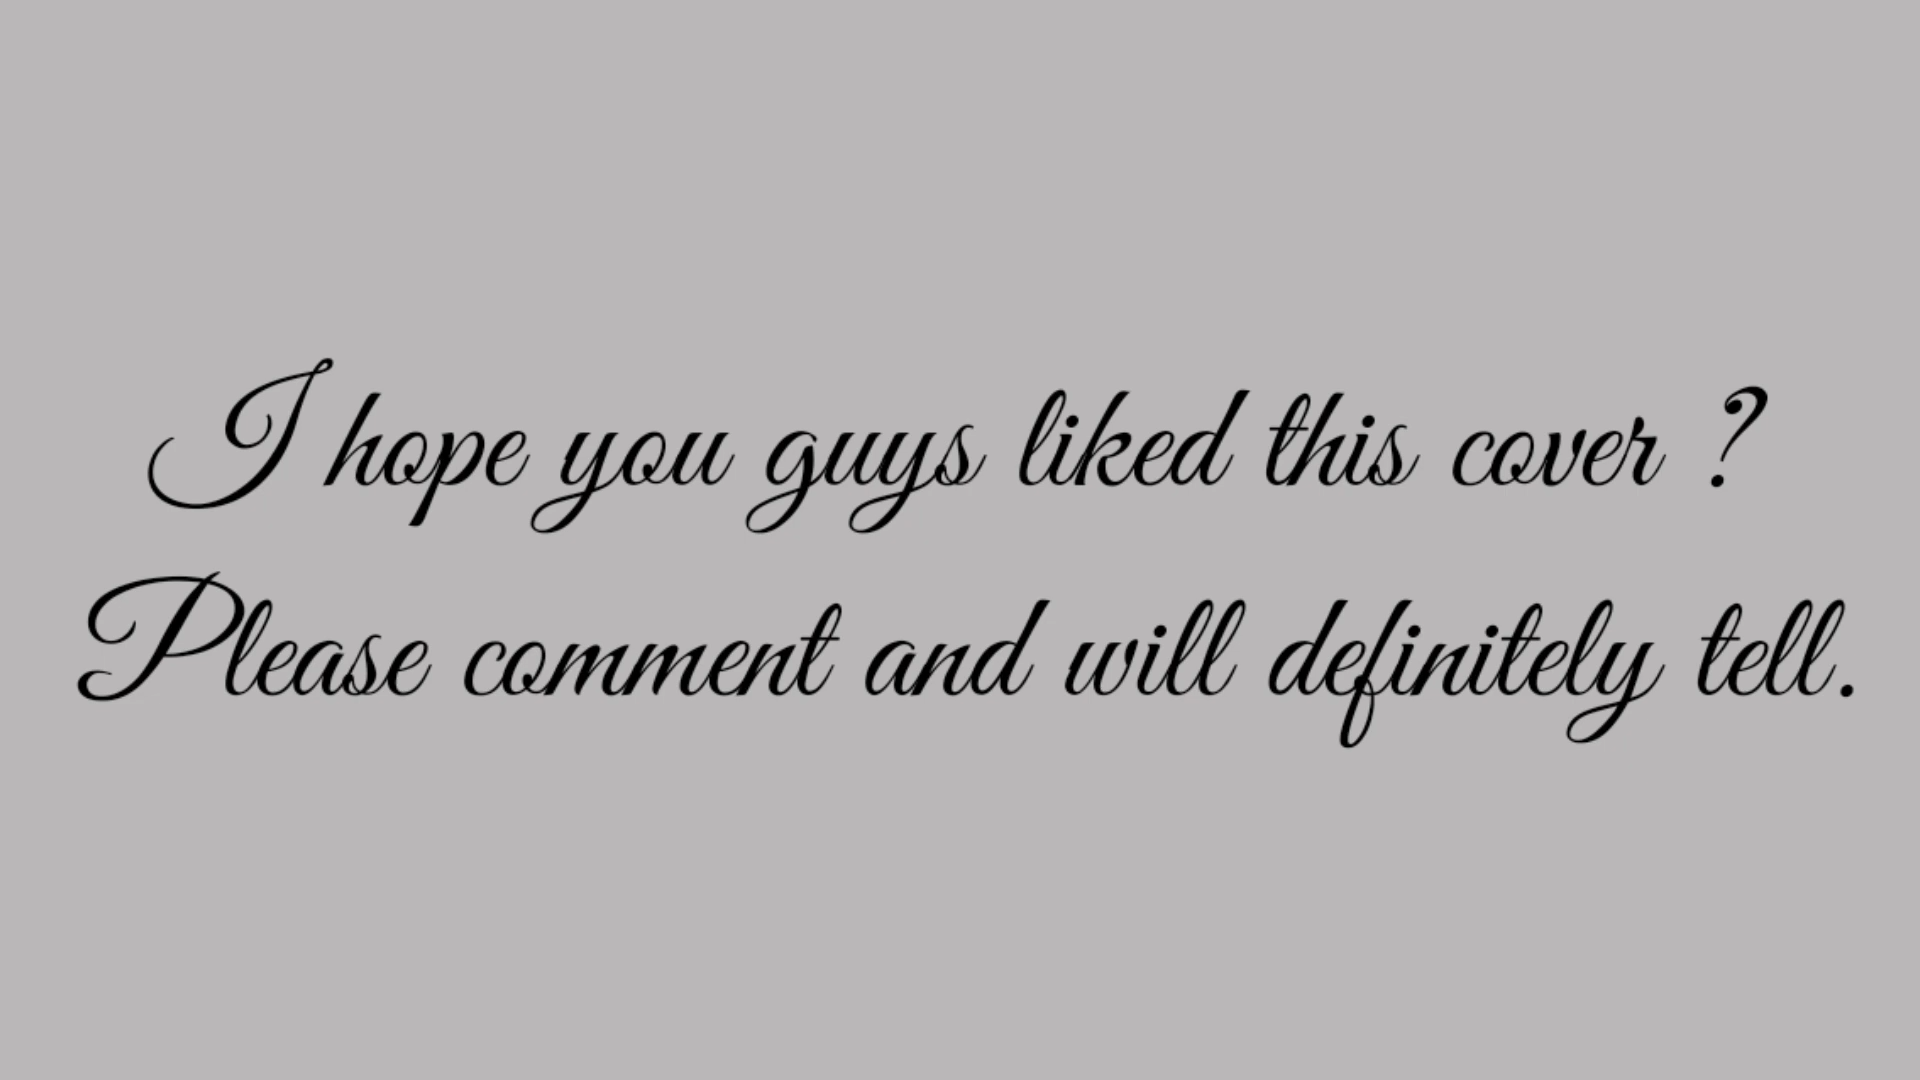 I hope you guys liked this cover ?
Please comment and will definitely tell.